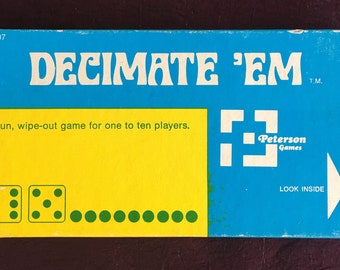 DECIMATE 'EM
T.M.
un, wipe-out game for one to ten players.
Peterson
Games
LOOK INSIDE